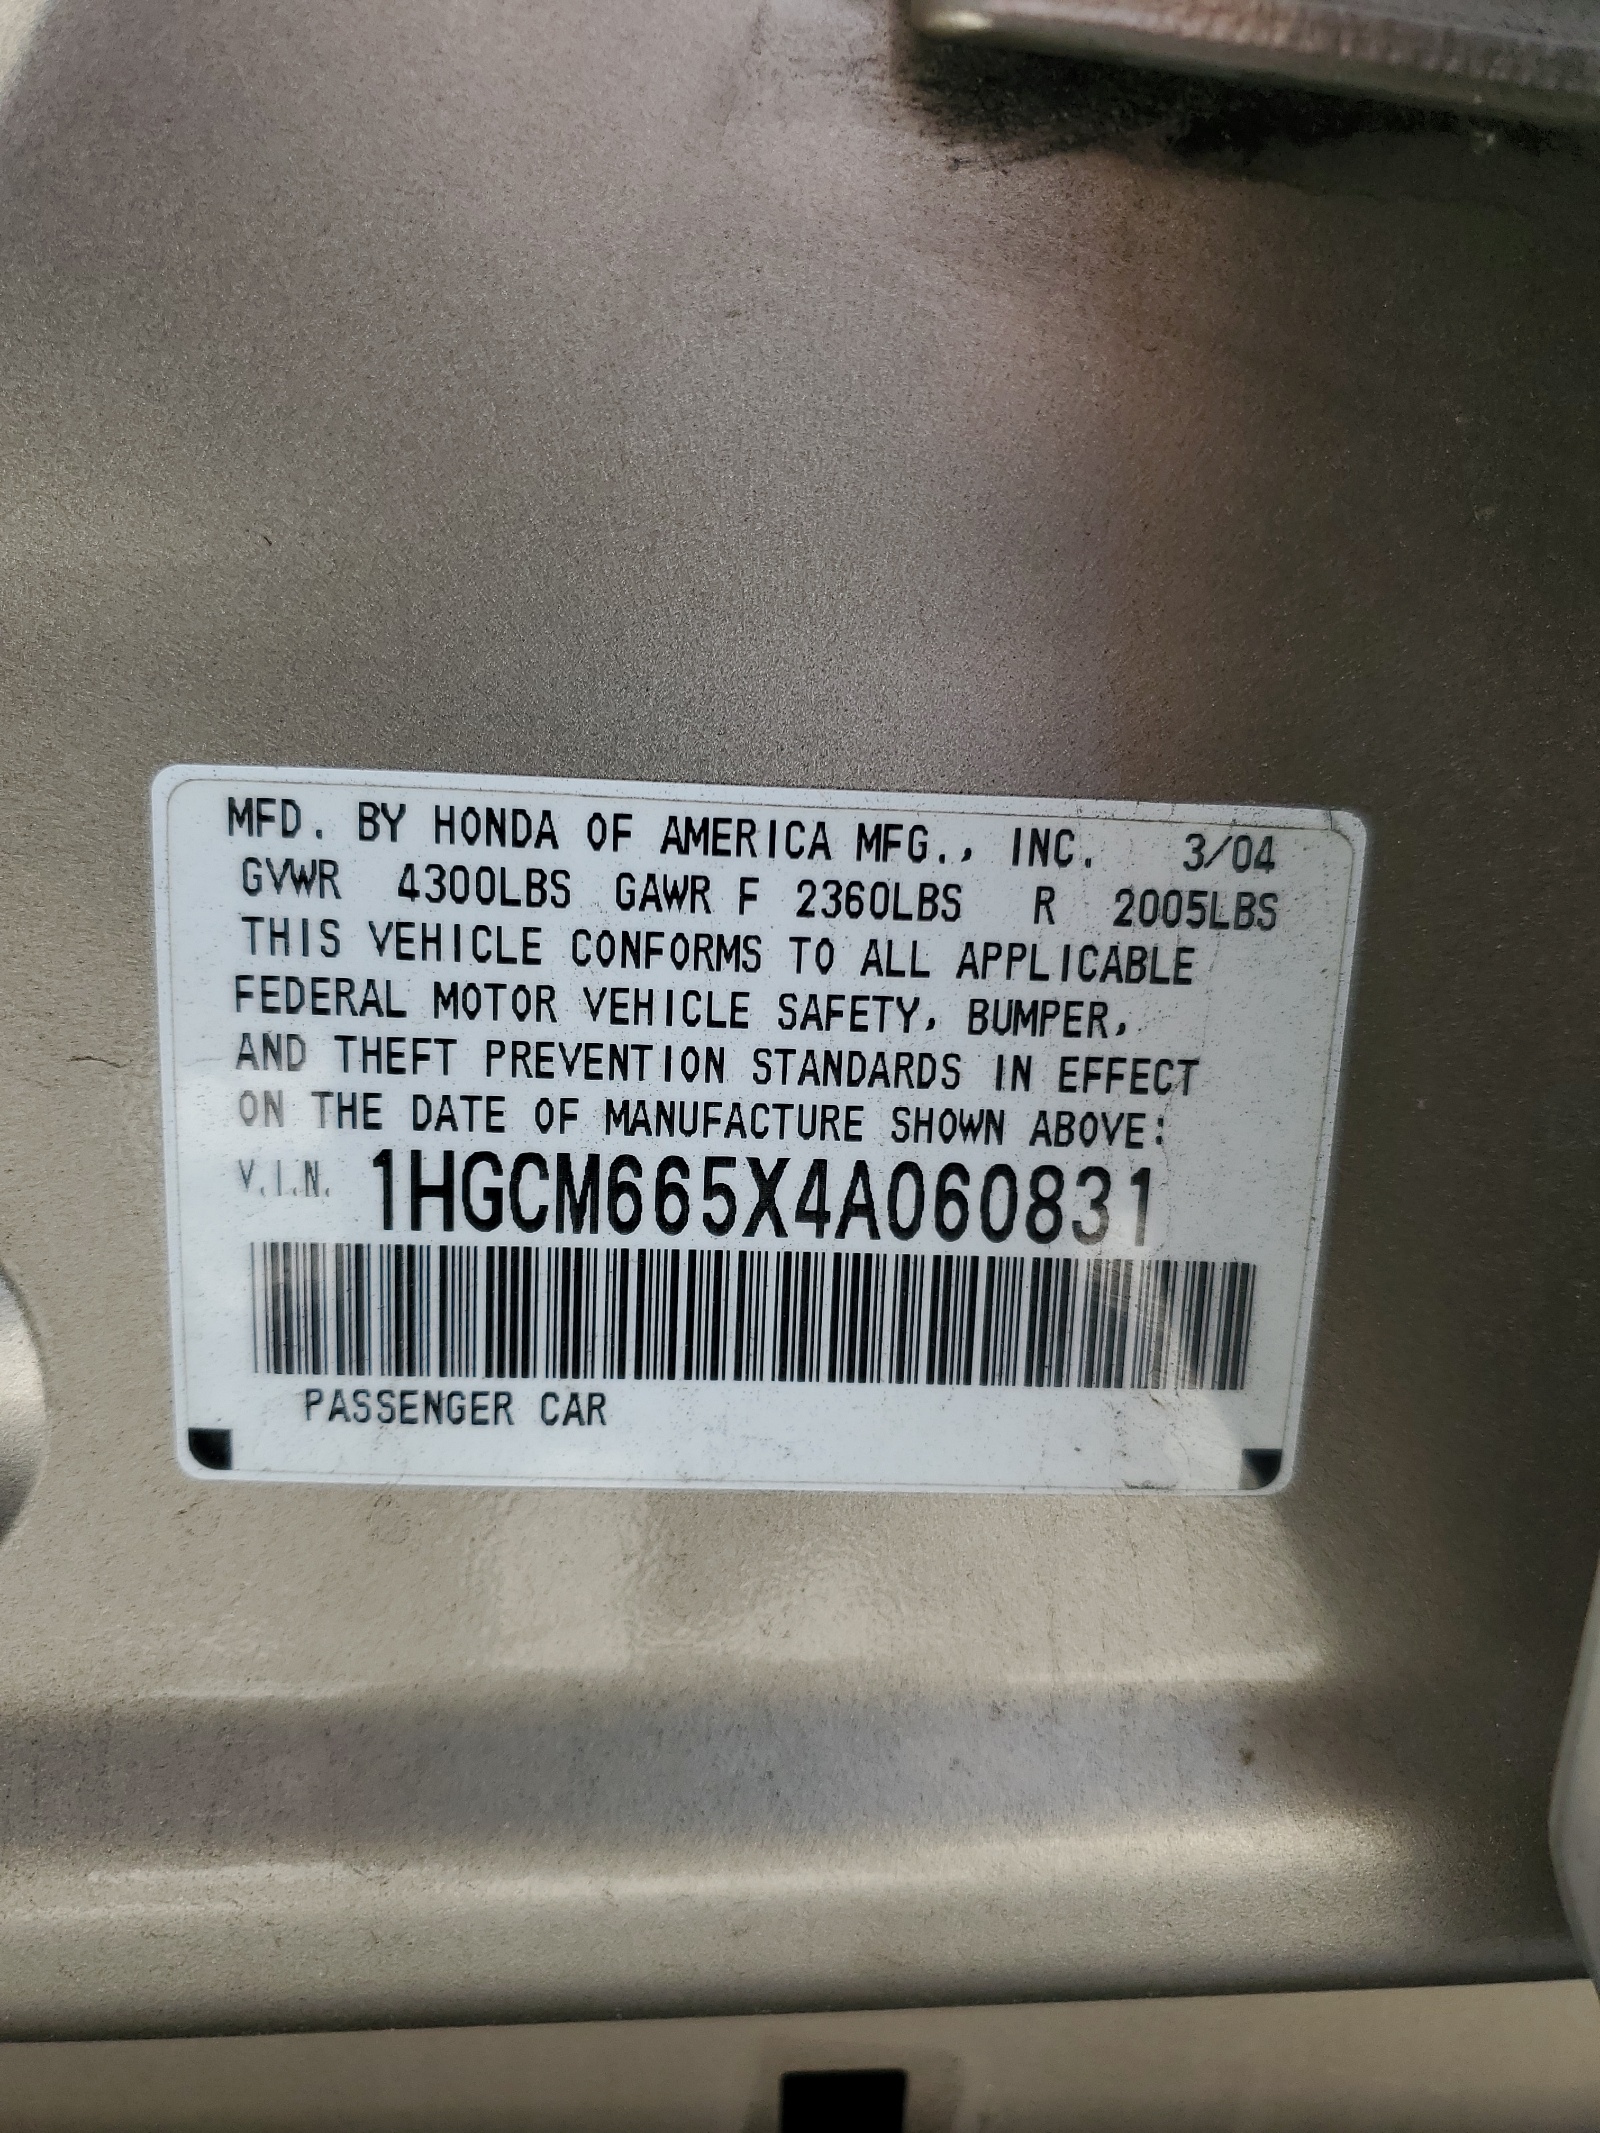 MFD. BY HONDA OF AMERICA MFG., INC. 3/04
GVWR 4300LBS GAWR F 2360LBS R 2005LBS
THIS VEHICLE CONFORMS TO ALL APPLICABLE
FEDERAL MOTOR VEHICLE SAFETY, BUMPER,
AND THEFT PREVENTION STANDARDS IN EFFECT
ON THE DATE OF MANUFACTURE SHOWN ABOVE:
V.I.N. 1HGCM665X4A060831
PASSENGER CAR